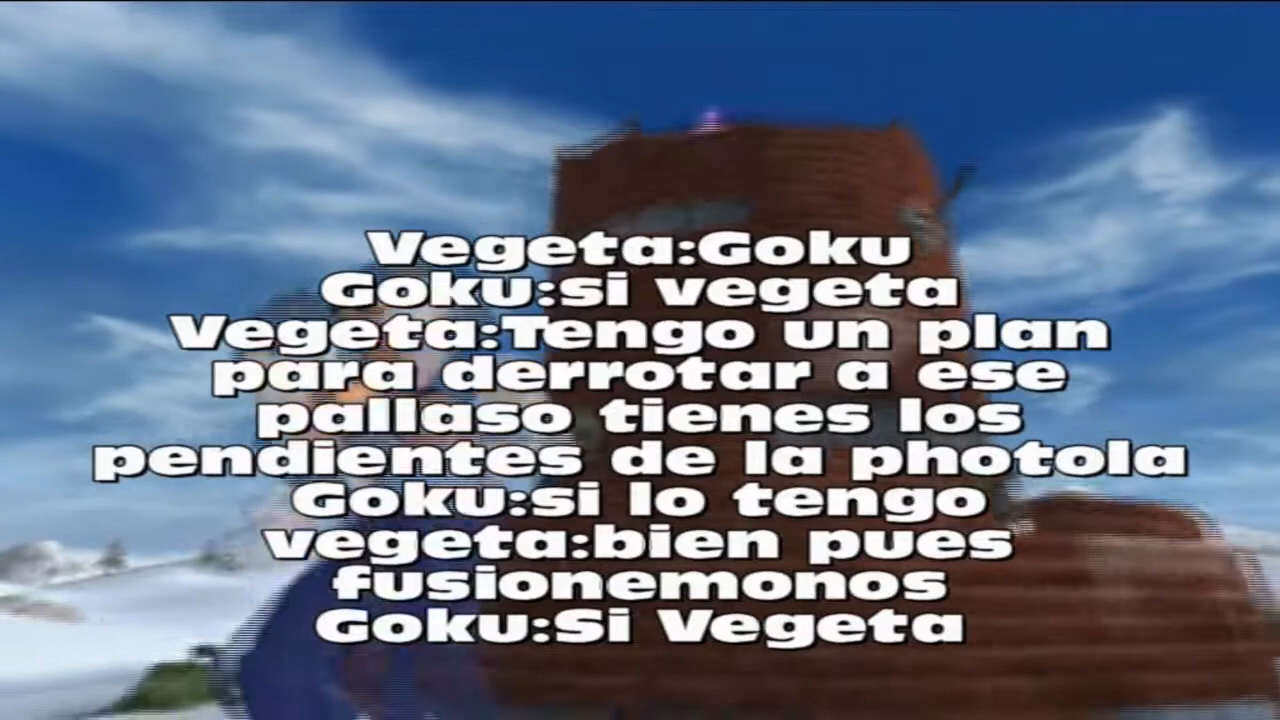 Vegeta:Goku
Goku:si vegeta
Vegeta:Tengo un plan
para derrotar a ese
pallaso tienes los
pendientes de la photola
Goku:si lo tengo
vegeta:bien pues
fusionemonos
Goku:Si Vegeta